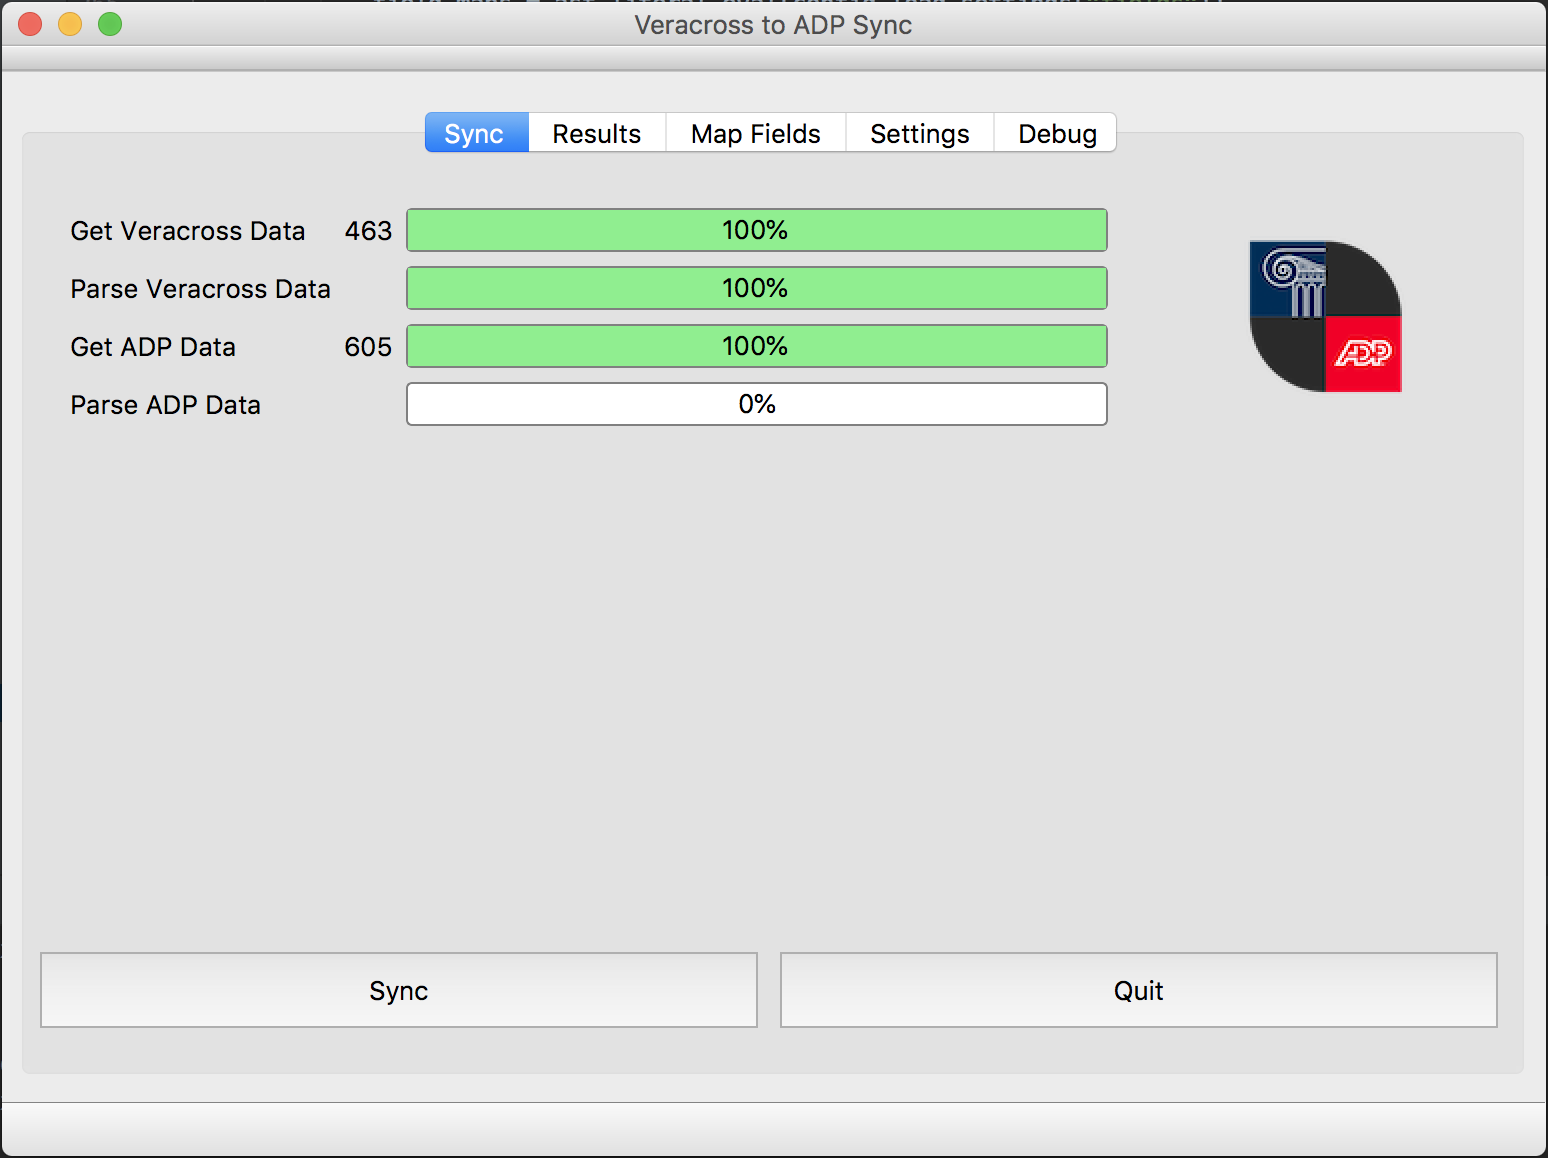 Veracross to ADP Sync
Sync Results Map Fields Settings Debug
Get Veracross Data 463 100%
Parse Veracross Data 100%
Get ADP Data 605 100%
Parse ADP Data 0%
ADP
Sync Quit